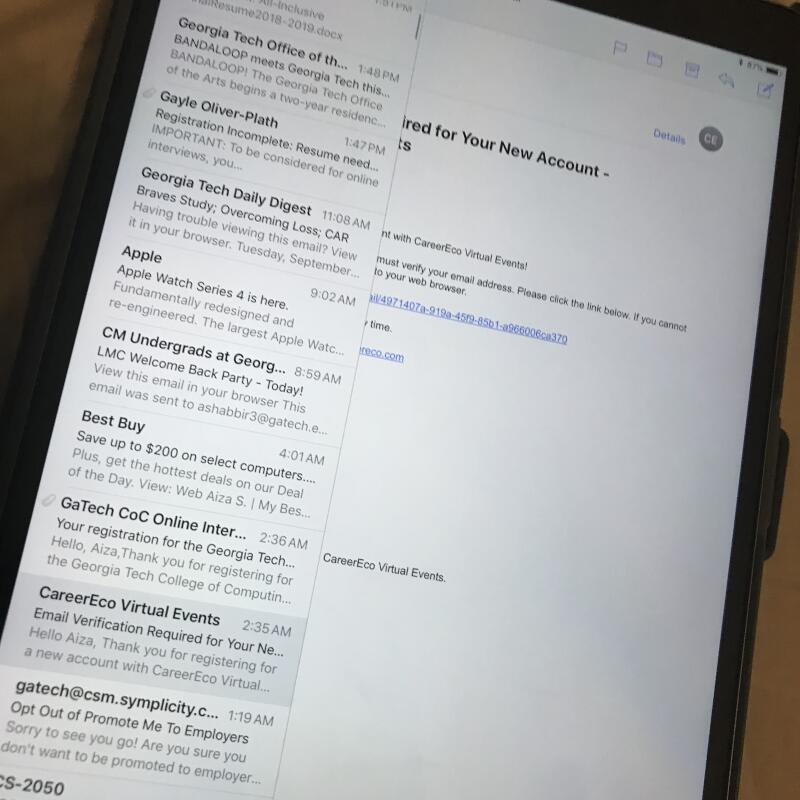 All-Inclusive
nalResume2018-2019.docx
Georgia Tech Office of th... 1:48 PM
BANDALOOP meets Georgia Tech this...
BANDALOOP! The Georgia Tech Office
of the Arts begins a two-year residenc...
Gayle Oliver-Plath 1:47 PM
Registration Incomplete: Resume need...
IMPORTANT: To be considered for online
interviews, you...
Georgia Tech Daily Digest 11:08 AM
Braves Study; Overcoming Loss; CAR
Having trouble viewing this email? View
it in your browser. Tuesday, September...
Apple 9:02 AM
Apple Watch Series 4 is here.
Fundamentally redesigned and
re-engineered. The largest Apple Watc...
CM Undergrads at Georg... 8:59 AM
LMC Welcome Back Party - Today!
View this email in your browser This
email was sent to ashabbir3@gatech.e...
Best Buy 4:01 AM
Save up to $200 on select computers....
Plus, get the hottest deals on our Deal
of the Day. View: Web Aiza S. | My Bes...
GaTech CoC Online Inter... 2:36 AM
Your registration for the Georgia Tech...
Hello, Aiza,Thank you for registering for
the Georgia Tech College of Computin...
CareerEco Virtual Events 2:35 AM
Email Verification Required for Your Ne...
Hello Aiza, Thank you for registering for
a new account with CareerEco Virtual...
gatech@csm.symplicity.c... 1:19 AM
Opt Out of Promote Me To Employers
Sorry to see you go! Are you sure you
don't want to be promoted to employer...
CS-2050
87%
Details CE
ired for Your New Account -
ts
nt with CareerEco Virtual Events!
must verify your email address. Please click the link below. If you cannot
to your web browser.
ail/4971407a-919a-45f9-85b1-a966006ca370
time.
reco.com
CareerEco Virtual Events.